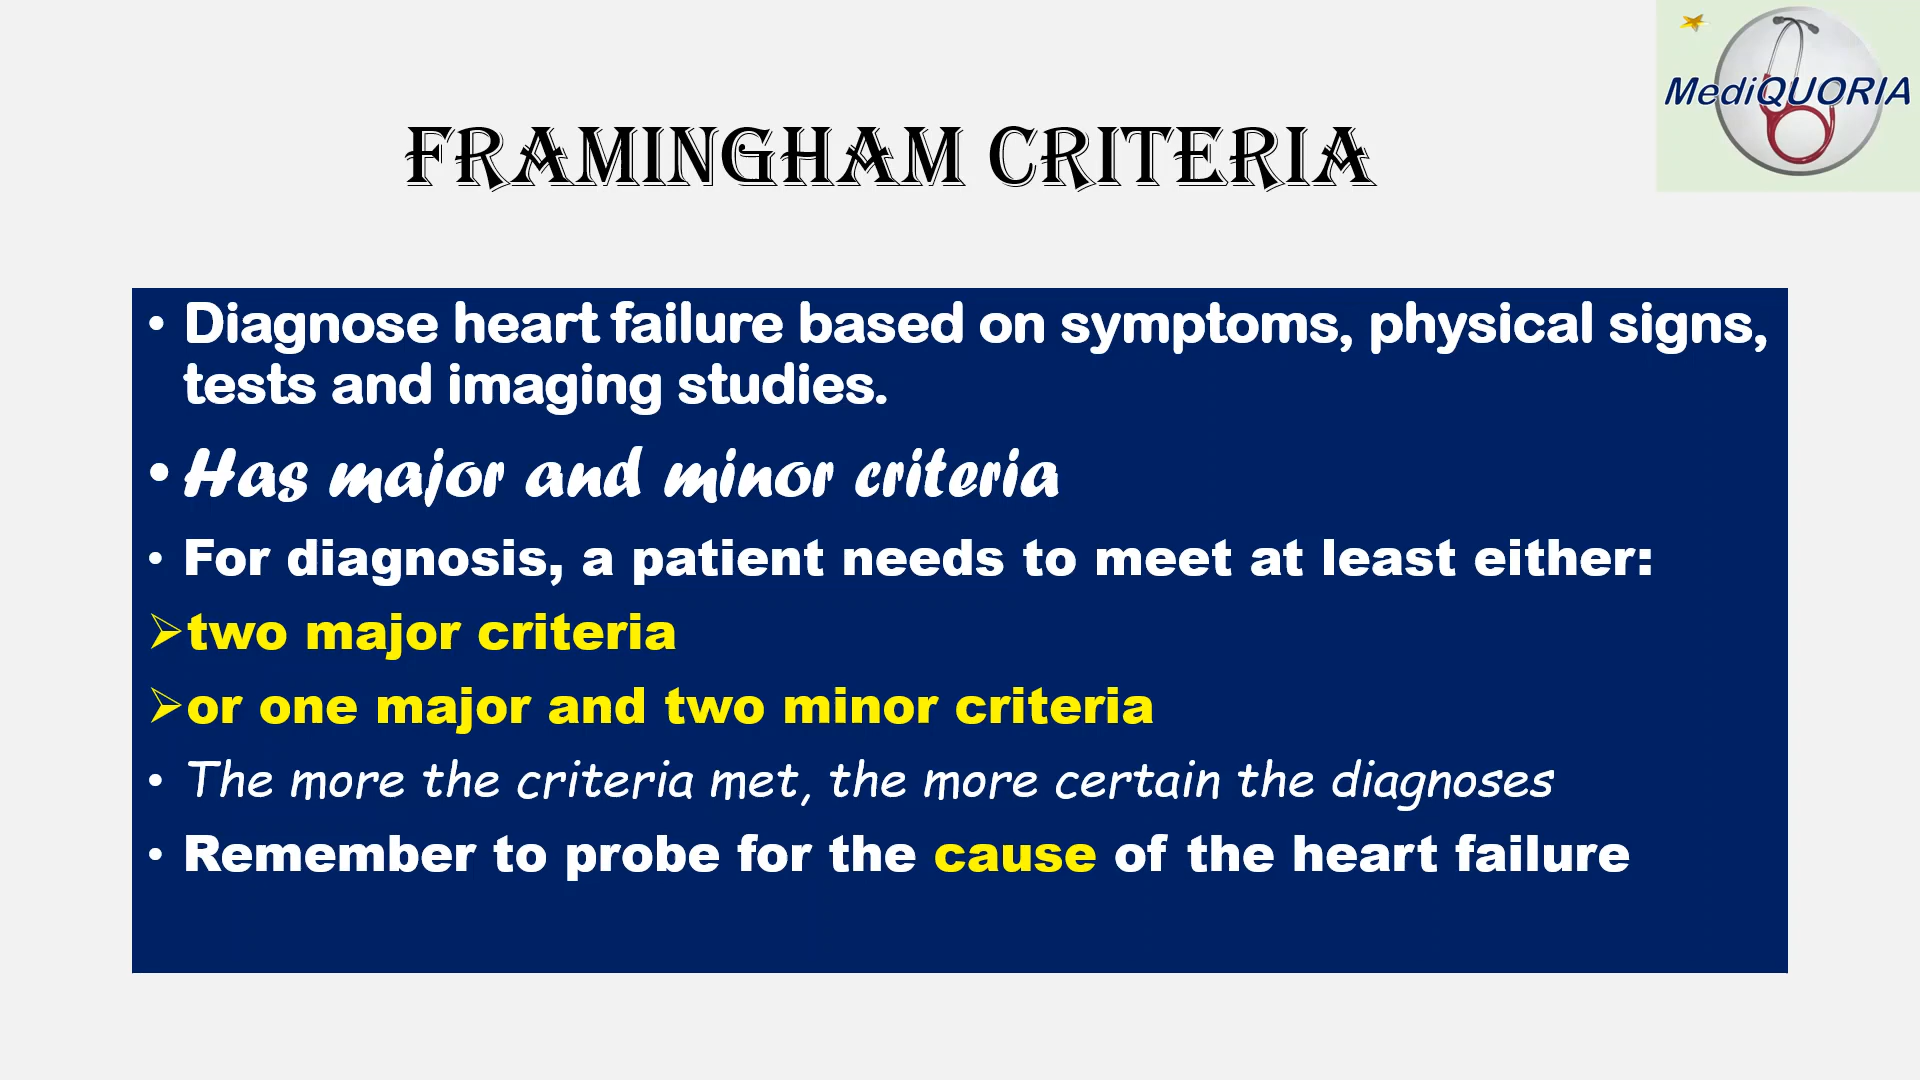 MediQUORIA
FRAMINGHAM CRITERIA
• Diagnose heart failure based on symptoms, physical signs,
tests and imaging studies.
• Has major and minor criteria
• For diagnosis, a patient needs to meet at least either:
➢two major criteria
➢or one major and two minor criteria
• The more the criteria met, the more certain the diagnoses
• Remember to probe for the cause of the heart failure